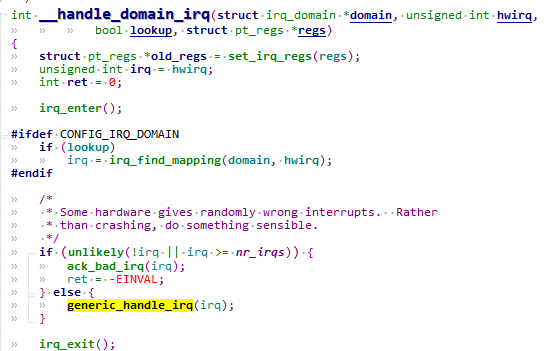 int __handle_domain_irq(struct irq_domain *domain, unsigned int hwirq,
bool lookup, struct pt_regs *regs)
{
struct pt_regs *old_regs = set_irq_regs(regs);
unsigned int irq = hwirq;
int ret = 0;
irq_enter();
#ifdef CONFIG_IRQ_DOMAIN
if (lookup)
irq = irq_find_mapping(domain, hwirq);
#endif
/*
* Some hardware gives randomly wrong interrupts. Rather
* than crashing, do something sensible.
*/
if (unlikely(!irq || irq >= nr_irqs)) {
ack_bad_irq(irq);
ret = -EINVAL;
} else {
generic_handle_irq(irq);
}
irq_exit();